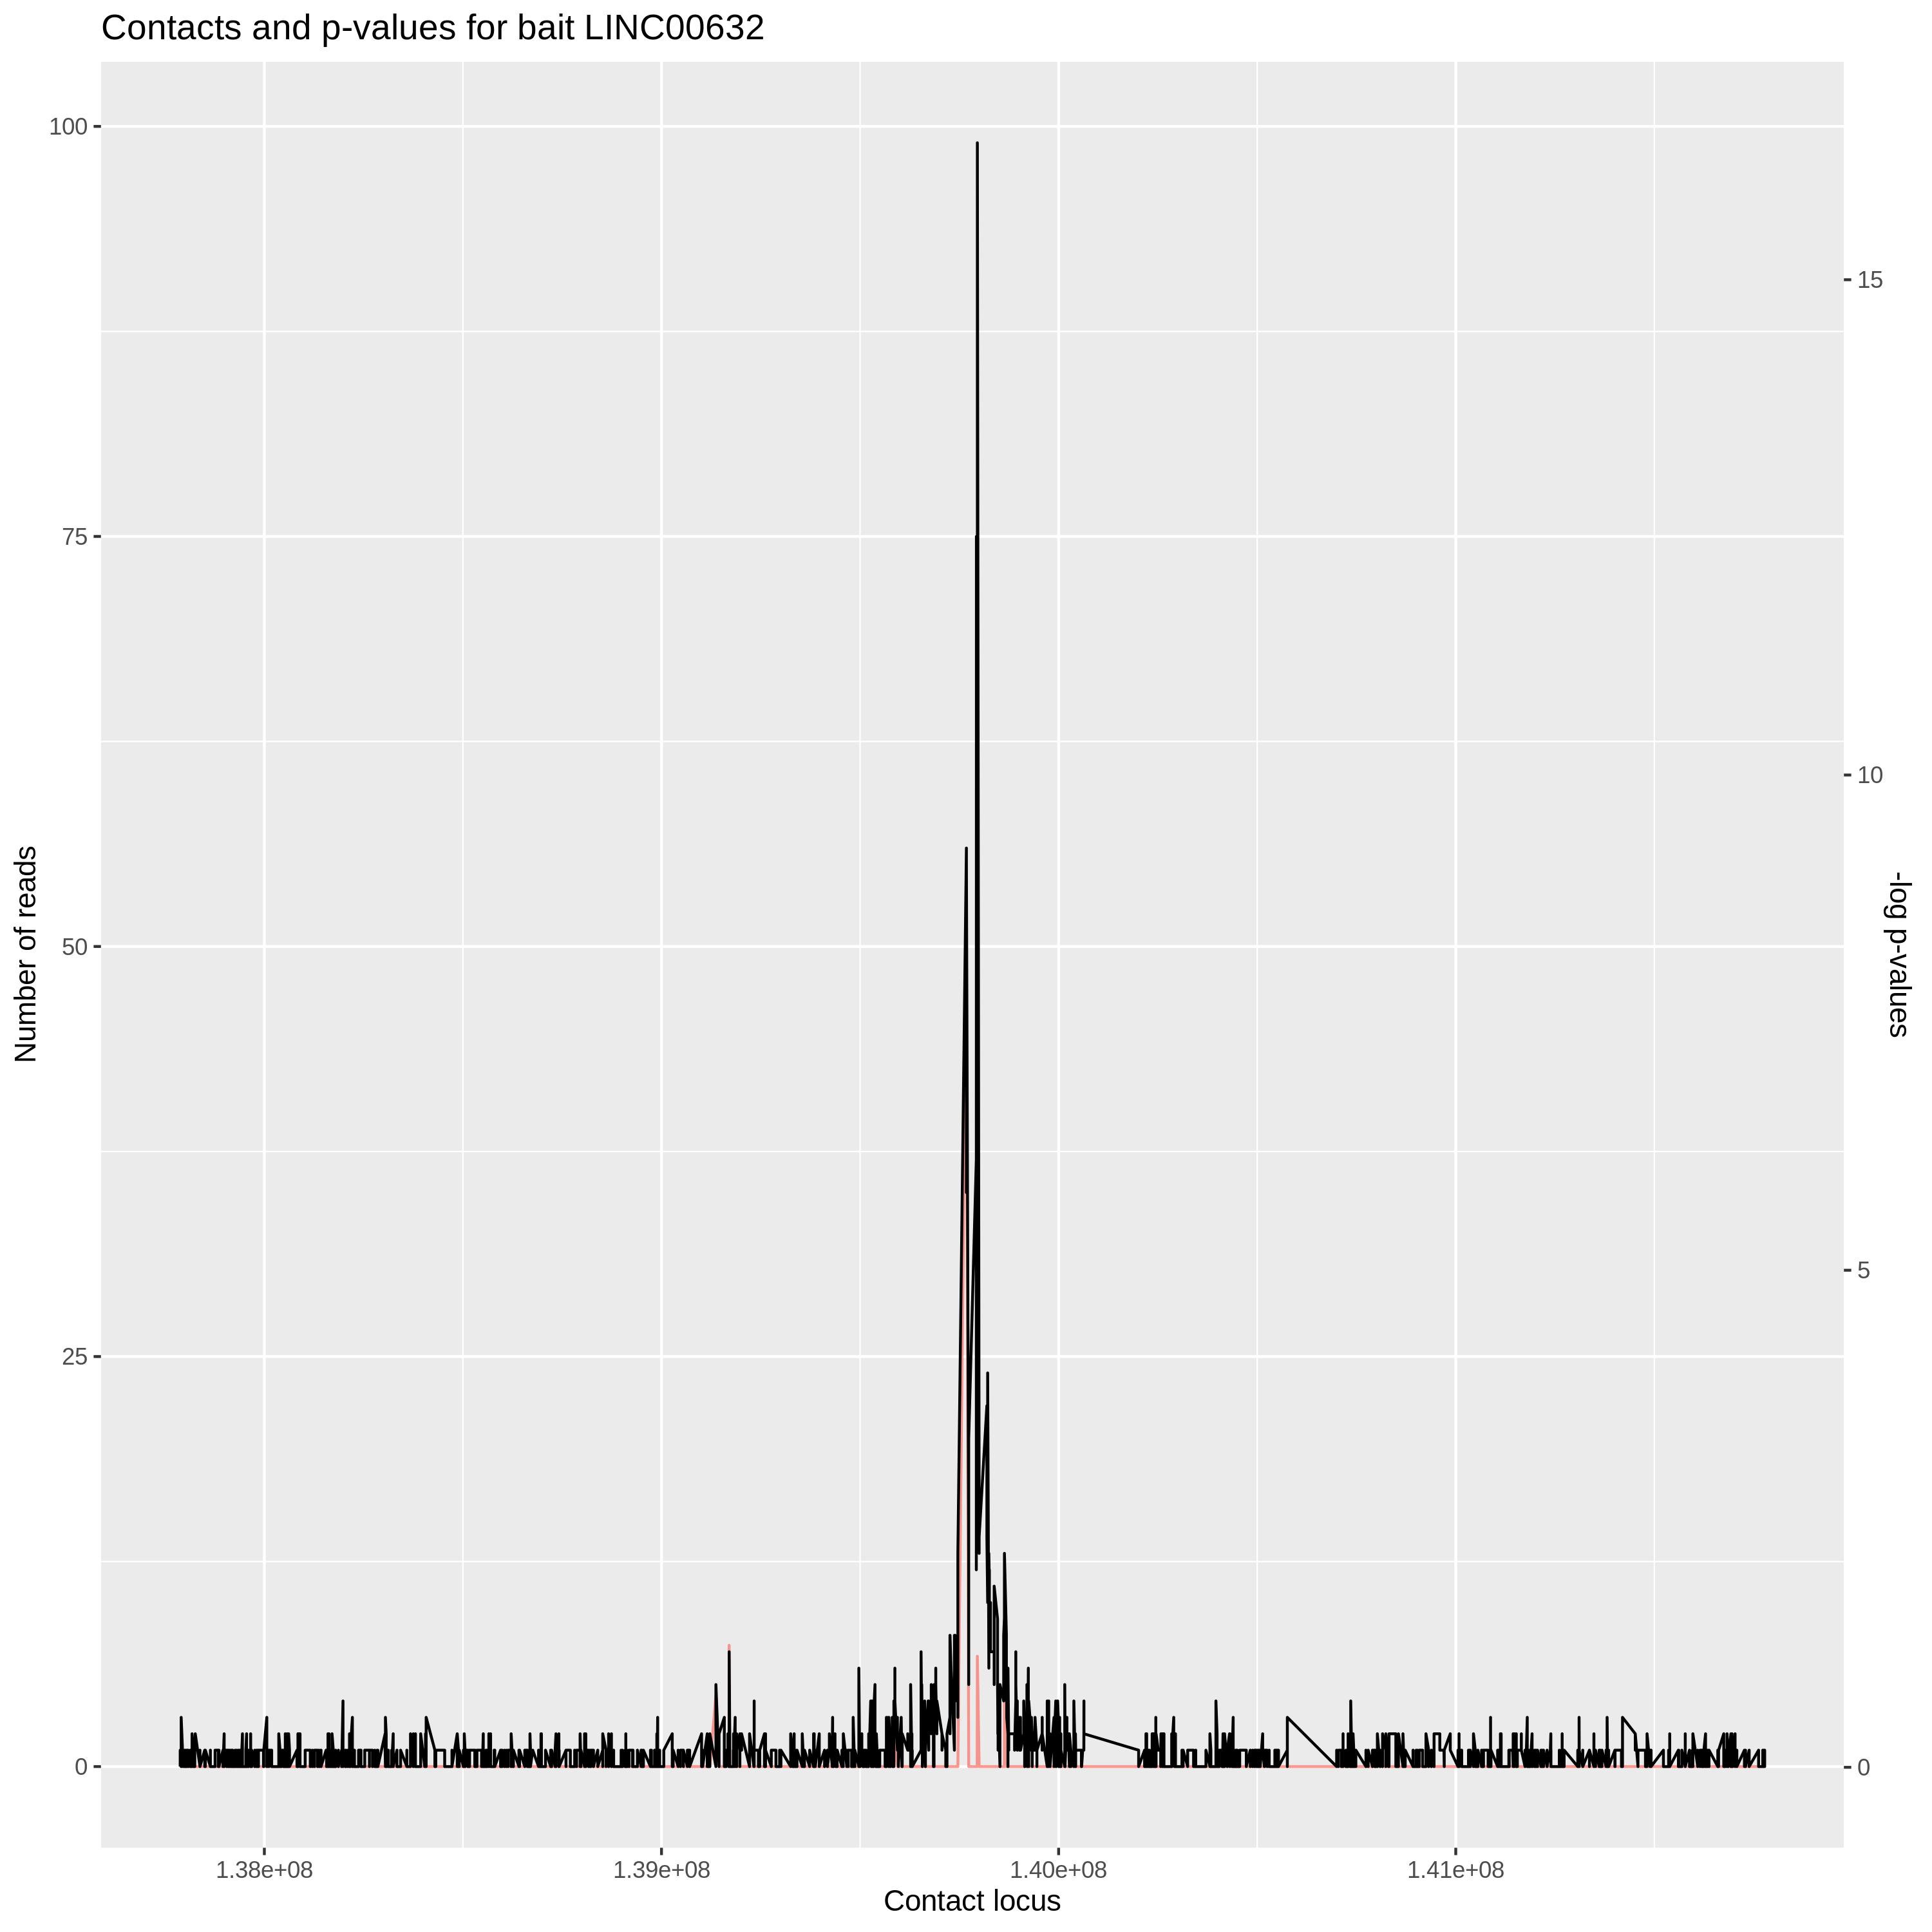 Contacts and p-values for bait LINC00632
100
75
50
25
0
Number of reads
15
10
5
0
-log p-values
1.38e+08
1.39e+08
1.40e+08
1.41e+08
Contact locus